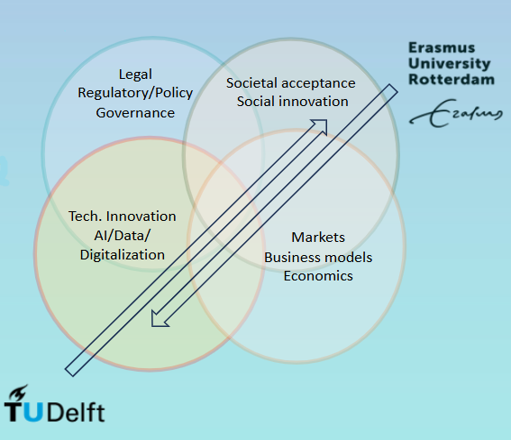 Legal
Regulatory/Policy
Governance
Societal acceptance
Social innovation
Erasmus
University
Rotterdam
Erasmus
Tech. Innovation
AI/Data/
Digitalization
Markets
Business models
Economics
TUDelft